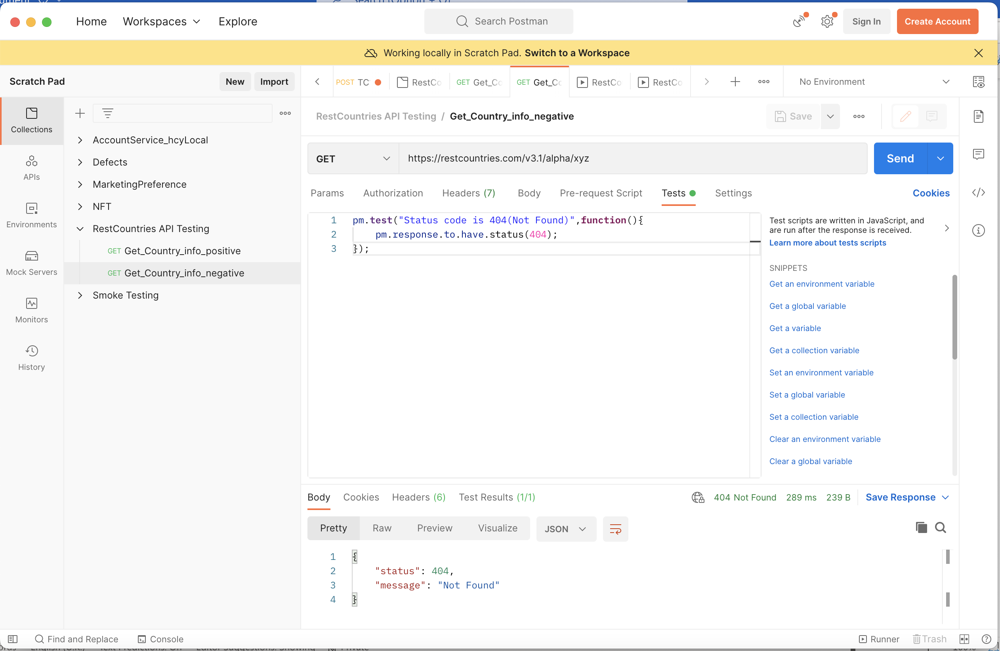 Home Workspaces Explore Search Postman Sign In Create Account
Working locally in Scratch Pad. Switch to a Workspace
Scratch Pad New Import
POST TC RestCo GET Get_Co GET Get_Cc RestCo RestCo No Environment
Collections
APIs
Environments
Mock Servers
Monitors
History
AccountService_hcyLocal
Defects
MarketingPreference
NFT
RestCountries API Testing
GET Get_Country_info_positive
GET Get_Country_info_negative
Smoke Testing
RestCountries API Testing / Get_Country_info_negative Save
GET https://restcountries.com/v3.1/alpha/xyz Send
Params Authorization Headers (7) Body Pre-request Script Tests Settings Cookies
1 pm.test("Status code is 404(Not Found)",function(){
2 pm.response.to.have.status(404);
3 });
Test scripts are written in JavaScript, and
are run after the response is received.
Learn more about tests scripts
SNIPPETS
Get an environment variable
Get a global variable
Get a variable
Get a collection variable
Set an environment variable
Set a global variable
Set a collection variable
Clear an environment variable
Clear a global variable
Body Cookies Headers (6) Test Results (1/1) 404 Not Found 289 ms 239 B Save Response
Pretty Raw Preview Visualize JSON
1 {
2 "status": 404,
3 "message": "Not Found"
4 }
Find and Replace Console Runner Trash